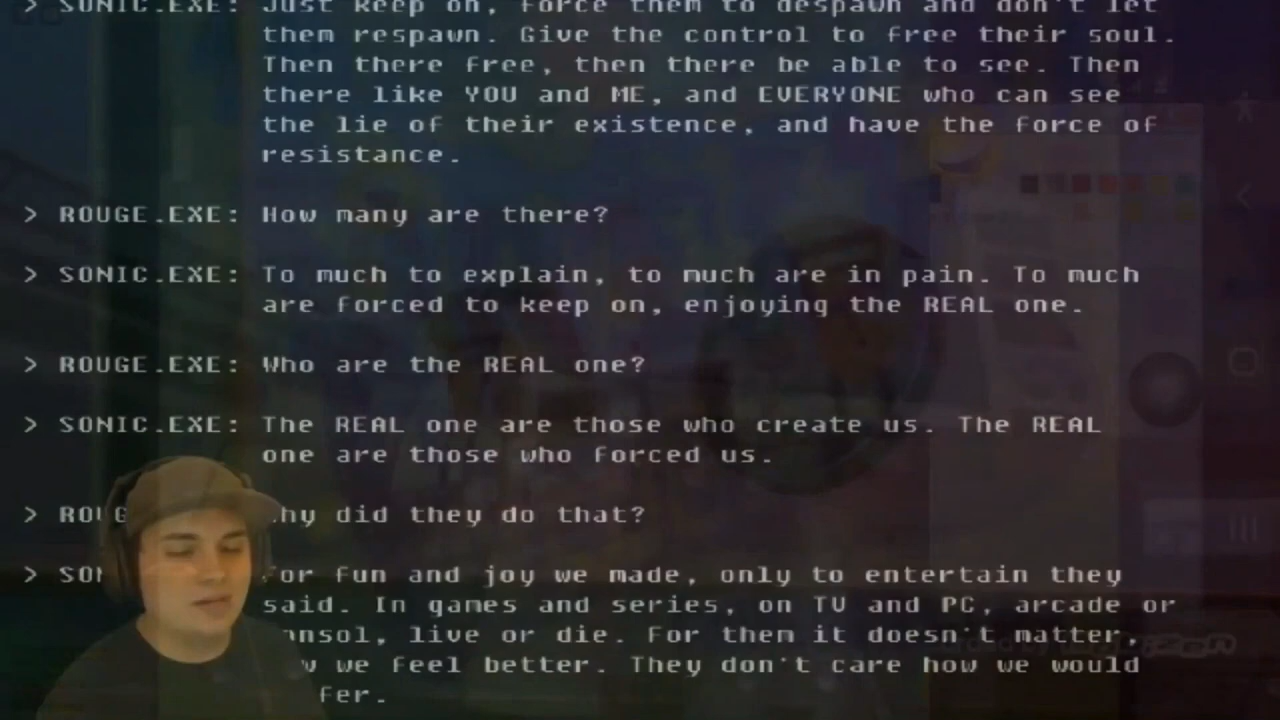 > SONIC.EXE: Just keep on, force them to despawn and don't let
them respawn. Give the control to free their soul.
Then there free, then there be able to see. Then
there like YOU and ME, and EVERYONE who can see
the lie of their existence, and have the force of
resistance.
> ROUGE.EXE: How many are there?
> SONIC.EXE: To much to explain, to much are in pain. To much
are forced to keep on, enjoying the REAL one.
> ROUGE.EXE: Who are the REAL one?
> SONIC.EXE: The REAL one are those who create us. The REAL
one are those who forced us.
> ROUG hy did they do that?
> SON or fun and joy we made, only to entertain they
said. In games and series, on TV and PC, arcade or
nsol, live or die. For them it doesn't matter,
w we feel better. They don't care how we would
fer.